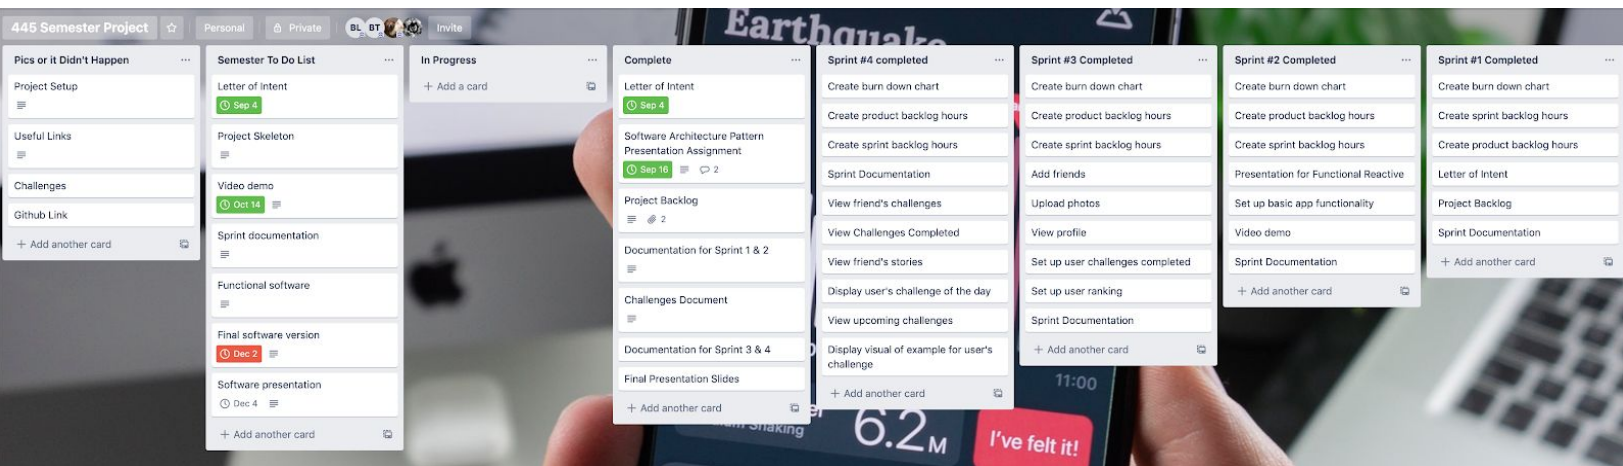 445 Semester Project
Personal
Private
BL
BT
Invite
Earthquake
Pics or it Didn't Happen
Project Setup
Useful Links
Challenges
Github Link
+ Add another card
Semester To Do List
Letter of Intent
Sep 4
Project Skeleton
Video demo
Oct 14
Sprint documentation
Functional software
Final software version
Dec 2
Software presentation
Dec 4
+ Add another card
In Progress
+ Add a card
Complete
Letter of Intent
Sep 4
Software Architecture Pattern
Presentation Assignment
Sep 16
2
Project Backlog
2
Documentation for Sprint 1 & 2
Challenges Document
Documentation for Sprint 3 & 4
Final Presentation Slides
+ Add another card
Sprint #4 completed
Create burn down chart
Create product backlog hours
Create sprint backlog hours
Sprint Documentation
View friend's challenges
View Challenges Completed
View friend's stories
Display user's challenge of the day
View upcoming challenges
Display visual of example for user's
challenge
+ Add another card
Sprint #3 Completed
Create burn down chart
Create product backlog hours
Create sprint backlog hours
Add friends
Upload photos
View profile
Set up user challenges completed
Set up user ranking
Sprint Documentation
+ Add another card
Sprint #2 Completed
Create burn down chart
Create product backlog hours
Create sprint backlog hours
Presentation for Functional Reactive
Set up basic app functionality
Video demo
Sprint Documentation
+ Add another card
Sprint #1 Completed
Create burn down chart
Create sprint backlog hours
Create product backlog hours
Letter of Intent
Project Backlog
Sprint Documentation
+ Add another card
11:00
Shaking
6.2M
I've felt it!